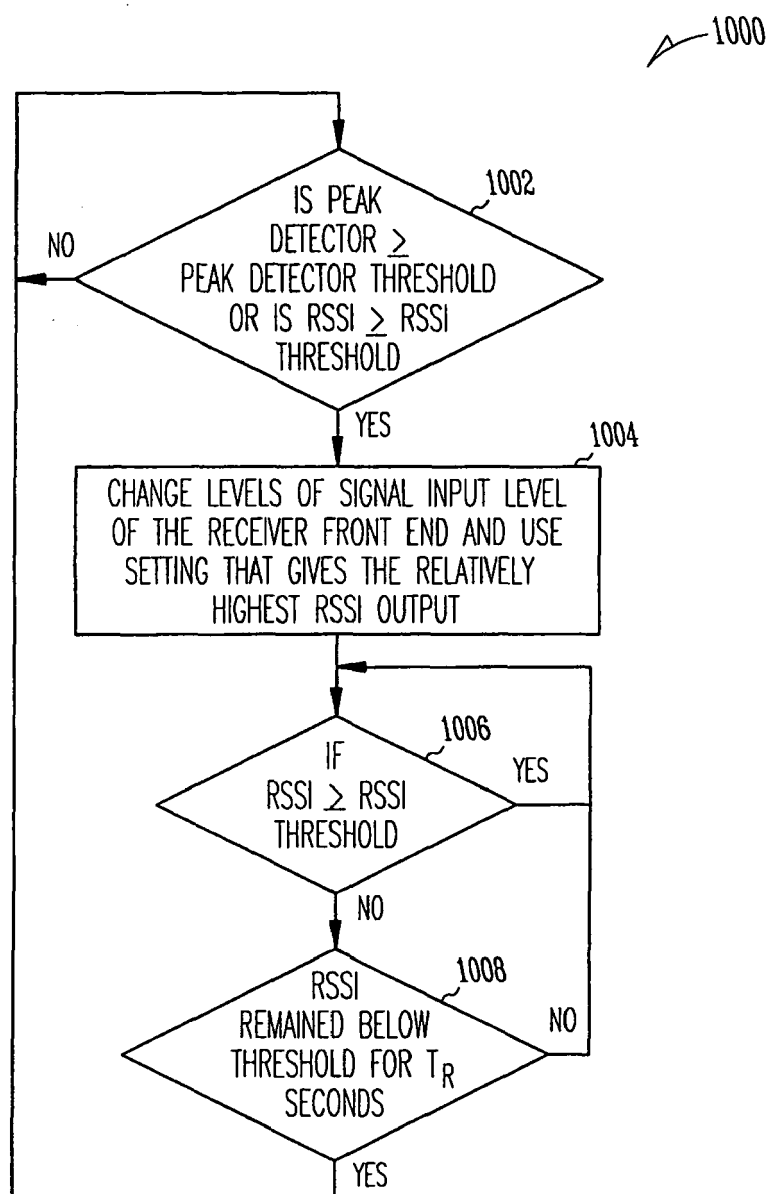 1000
1002
IS PEAK
DETECTOR ≥
PEAK DETECTOR THRESHOLD
OR IS RSSI ≥ RSSI
THRESHOLD
NO
YES
1004
CHANGE LEVELS OF SIGNAL INPUT LEVEL
OF THE RECEIVER FRONT END AND USE
SETTING THAT GIVES THE RELATIVELY
HIGHEST RSSI OUTPUT
1006
IF
RSSI ≥ RSSI
THRESHOLD
YES
NO
1008
RSSI
REMAINED BELOW
THRESHOLD FOR TR
SECONDS
NO
YES